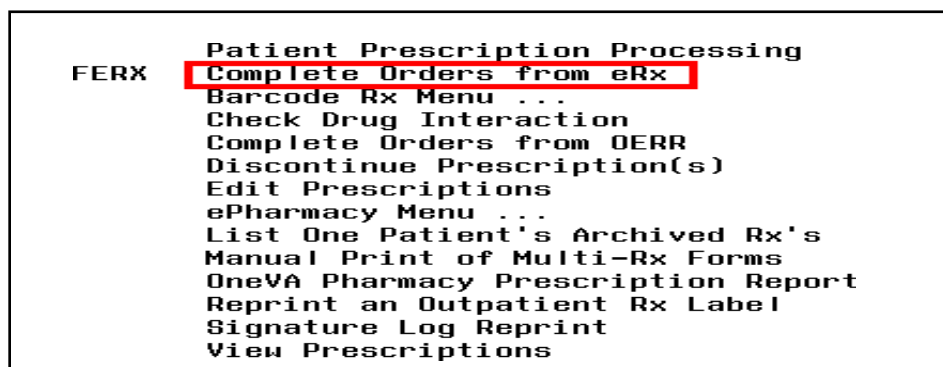 Patient Prescription Processing
FERX Complete Orders from eRx
Barcode Rx Menu ...
Check Drug Interaction
Complete Orders from OERR
Discontinue Prescription(s)
Edit Prescriptions
ePharmacy Menu ...
List One Patient's Archived Rx's
Manual Print of Multi-Rx Forms
OneVA Pharmacy Prescription Report
Reprint an Outpatient Rx Label
Signature Log Reprint
View Prescriptions